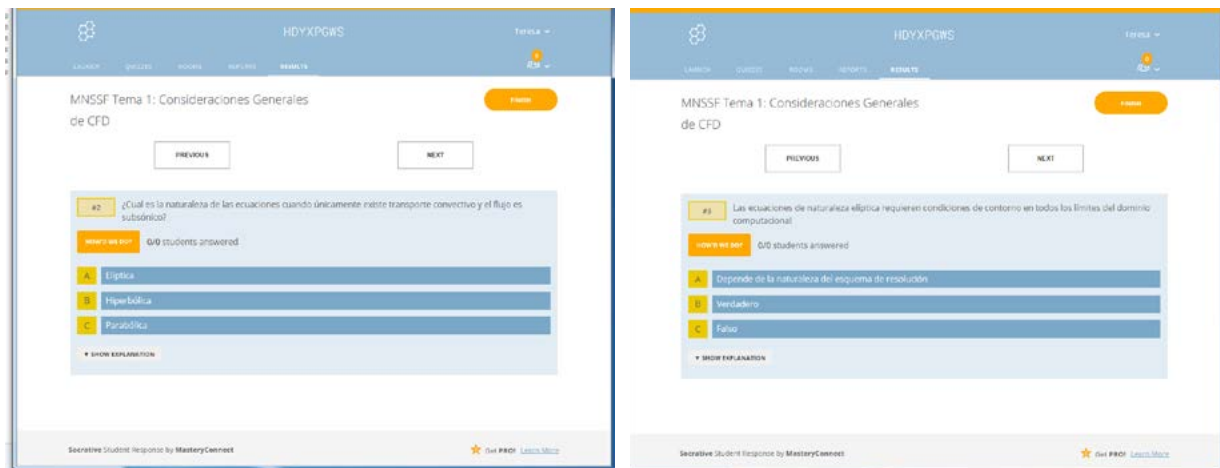 HDYXPGWS
Teresa
LAUNCH QUIZZES ROOMS REPORTS RESULTS
MNSSF Tema 1: Consideraciones Generales
de CFD
FINISH
PREVIOUS
NEXT
#2
¿Cual es la naturaleza de las ecuaciones cuando únicamente existe transporte convectivo y el flujo es
subsónico?
HOW'D WE DO?
0/0 students answered
A Elíptica
B Hiperbólica
C Parabólica
▾ SHOW EXPLANATION
Socrative Student Response by MasteryConnect
Get PRO! Learn More
HDYXPGWS
Teresa
LAUNCH QUIZZES ROOMS REPORTS RESULTS
MNSSF Tema 1: Consideraciones Generales
de CFD
FINISH
PREVIOUS
NEXT
Las ecuaciones de naturaleza elíptica requieren condiciones de contorno en todos los límites del dominio
computacional
HOW'D WE DO?
0/0 students answered
A Depende de la naturaleza del esquema de resolución
B Verdadero
C Falso
▾ SHOW EXPLANATION
Socrative Student Response by MasteryConnect
Get PRO! Learn More